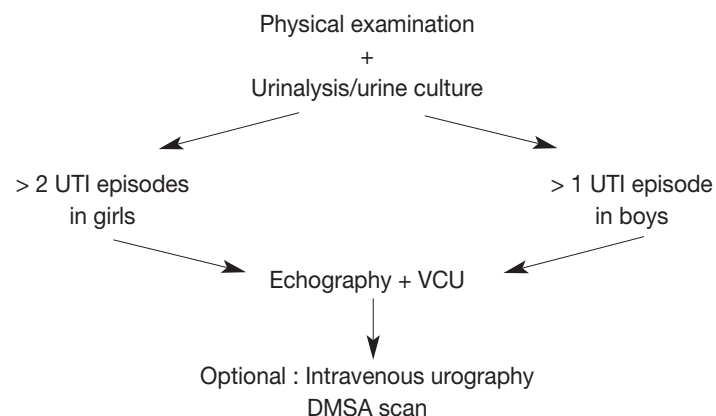 Physical examination
+
Urinalysis/urine culture
> 2 UTI episodes
in girls
> 1 UTI episode
in boys
Echography + VCU
Optional : Intravenous urography
DMSA scan